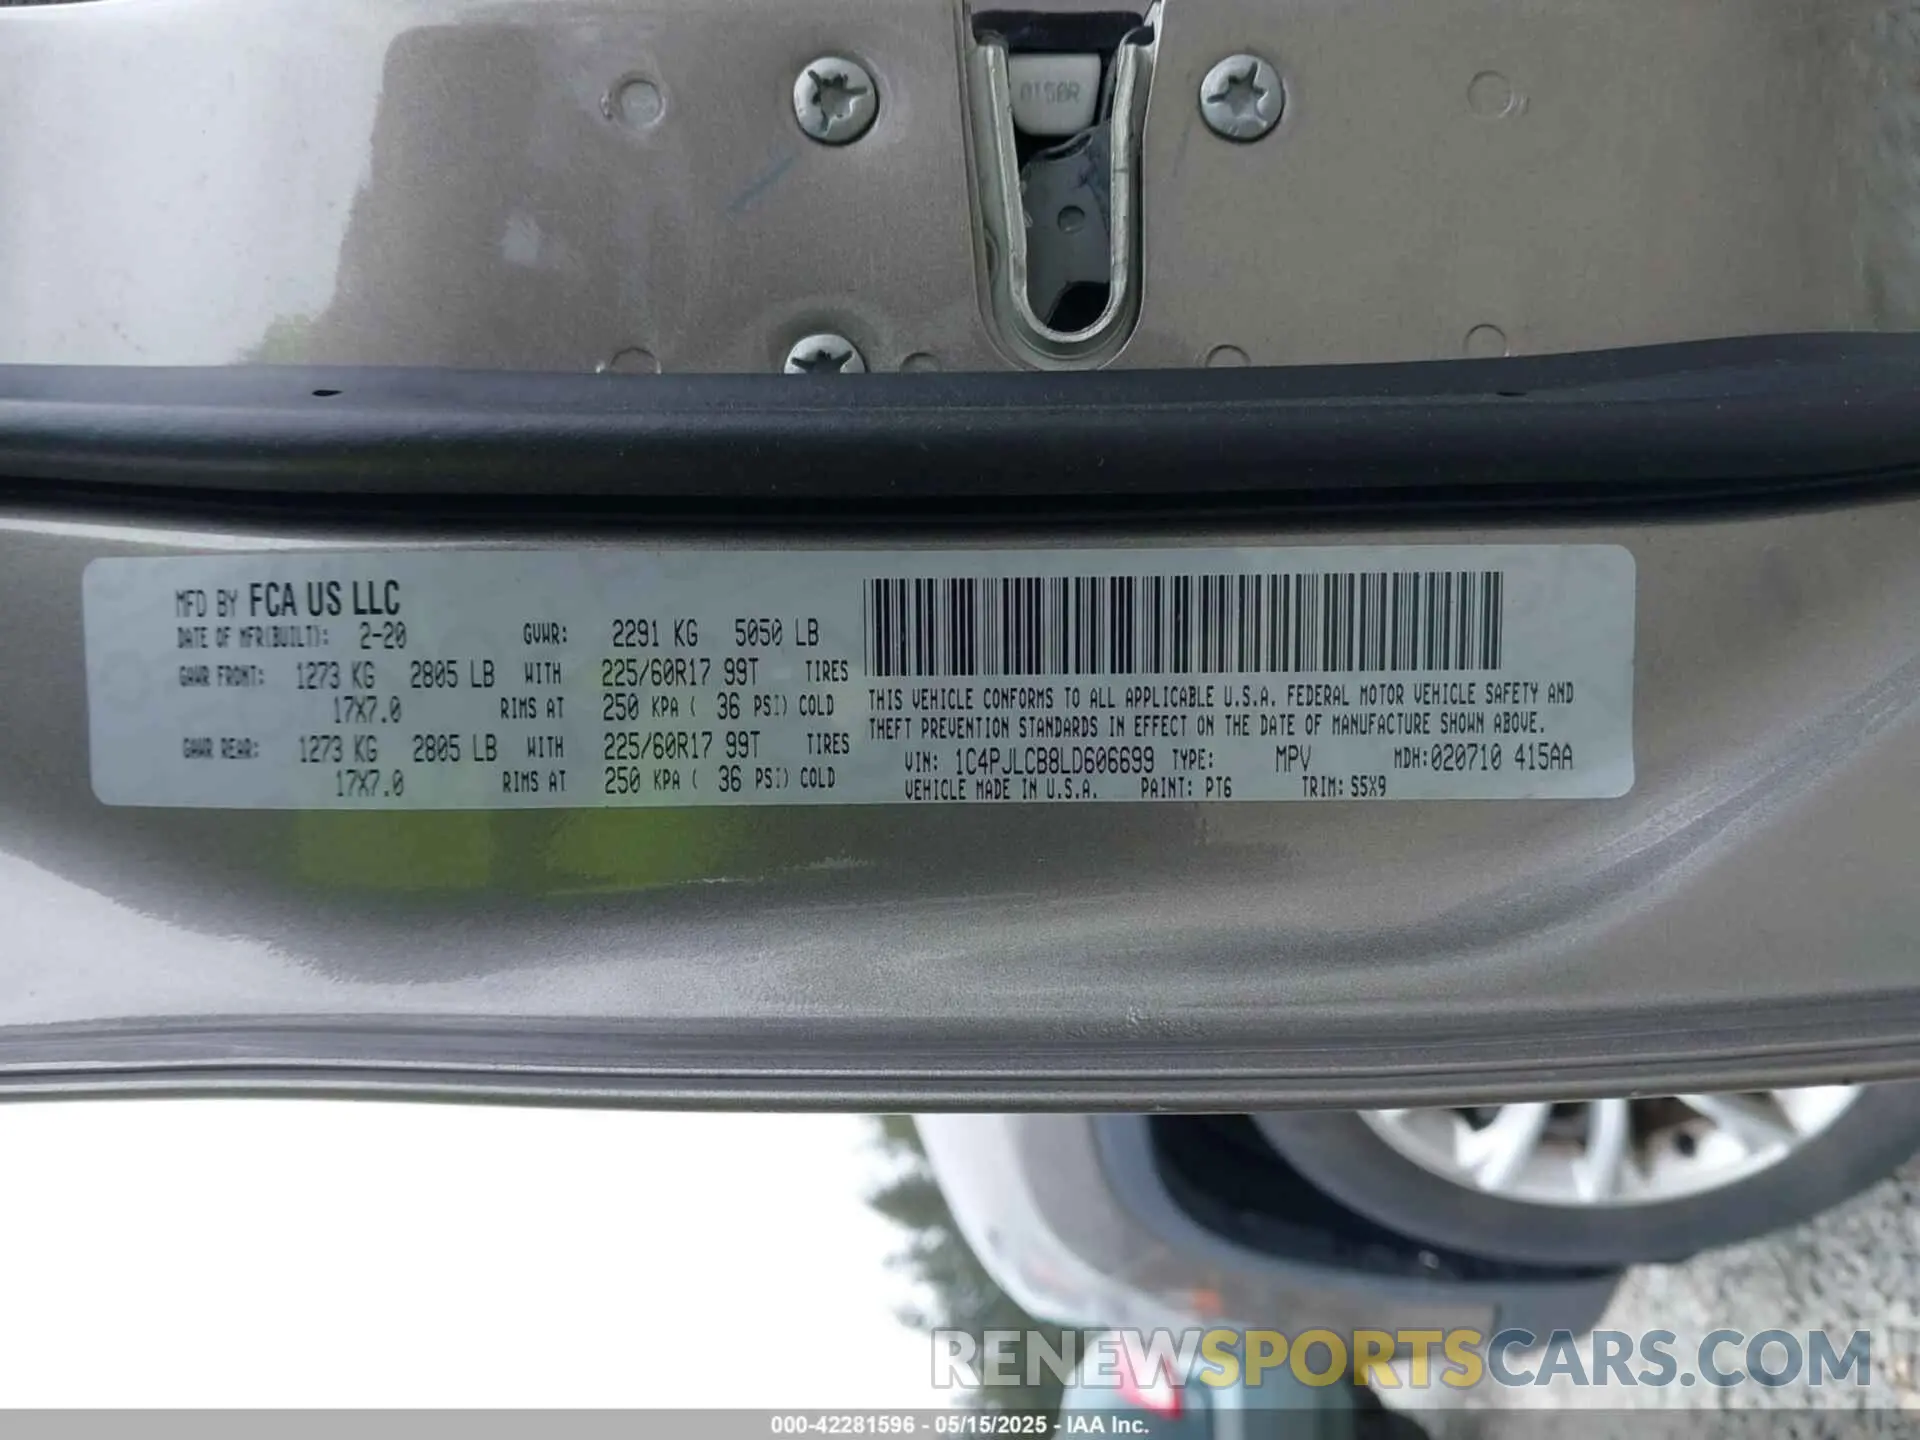 015QR
MFD BY FCA US LLC
DATE OF MFR(BUILT): 2-20 GVWR: 2291 KG 5050 LB
GAWR FRONT: 1273 KG 2805 LB WITH 225/60R17 99T TIRES
17X7.0 RIMS AT 250 KPA ( 36 PSI) COLD
GAWR REAR: 1273 KG 2805 LB WITH 225/60R17 99T TIRES
17X7.0 RIMS AT 250 KPA ( 36 PSI) COLD
THIS VEHICLE CONFORMS TO ALL APPLICABLE U.S.A. FEDERAL MOTOR VEHICLE SAFETY AND
THEFT PREVENTION STANDARDS IN EFFECT ON THE DATE OF MANUFACTURE SHOWN ABOVE.
VIN: 1C4PJLCB8LD606699 TYPE: MPV MDH:020710 415AA
VEHICLE MADE IN U.S.A. PAINT: PT6 TRIM: S5X9
RENEWSPORTSCARS.COM
000-42281596 - 05/15/2025 - IAA Inc.